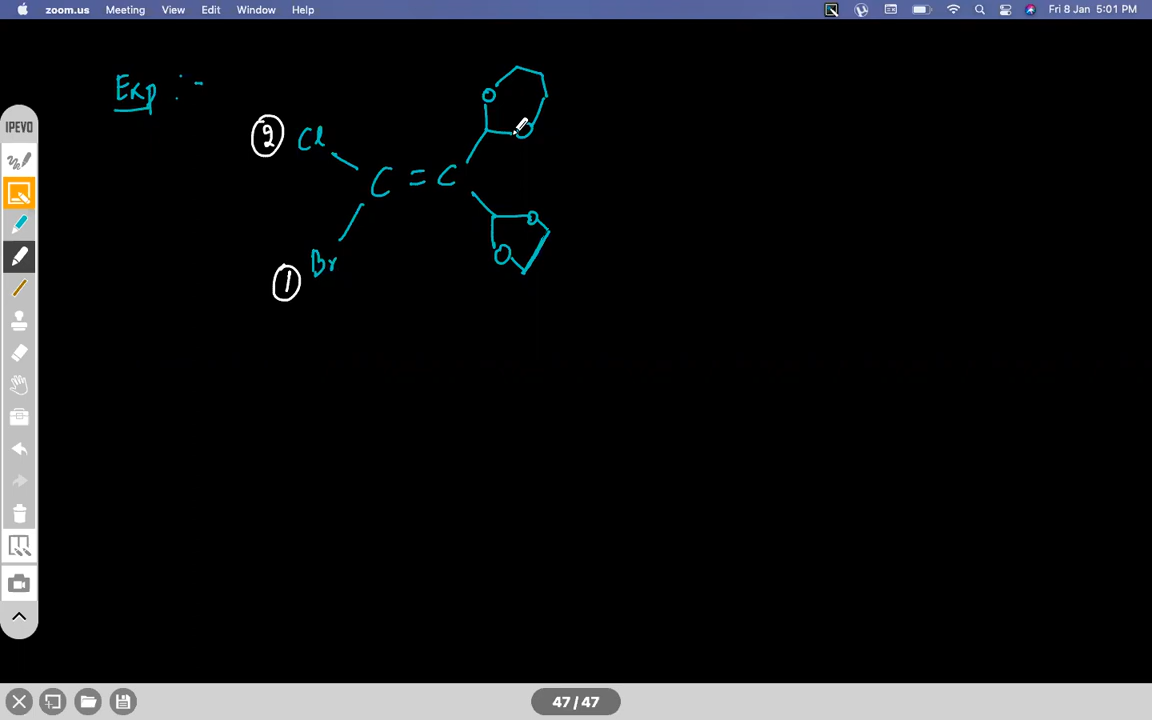 zoom.us Meeting View Edit Window Help Fri 8 Jan 5:01 PM
Exp :-
IPEVO
② Cl
C = C
① Br
O
O
O
O
47/47